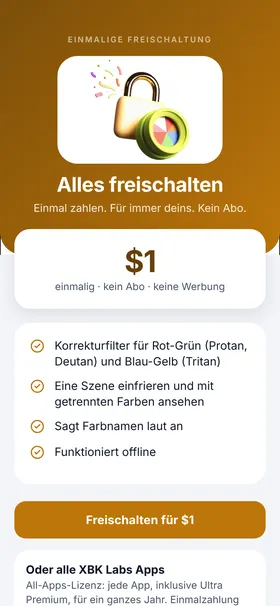 EINMALIGE FREISCHALTUNG
Alles freischalten
Einmal zahlen. Für immer deins. Kein Abo.
$1
einmalig · kein Abo · keine Werbung
Korrekturfilter für Rot-Grün (Protan,
Deutan) und Blau-Gelb (Tritan)
Eine Szene einfrieren und mit
getrennten Farben ansehen
Sagt Farbnamen laut an
Funktioniert offline
Freischalten für $1
Oder alle XBK Labs Apps
All-Apps-Lizenz: jede App, inklusive Ultra
Premium, für ein ganzes Jahr. Einmalzahlung